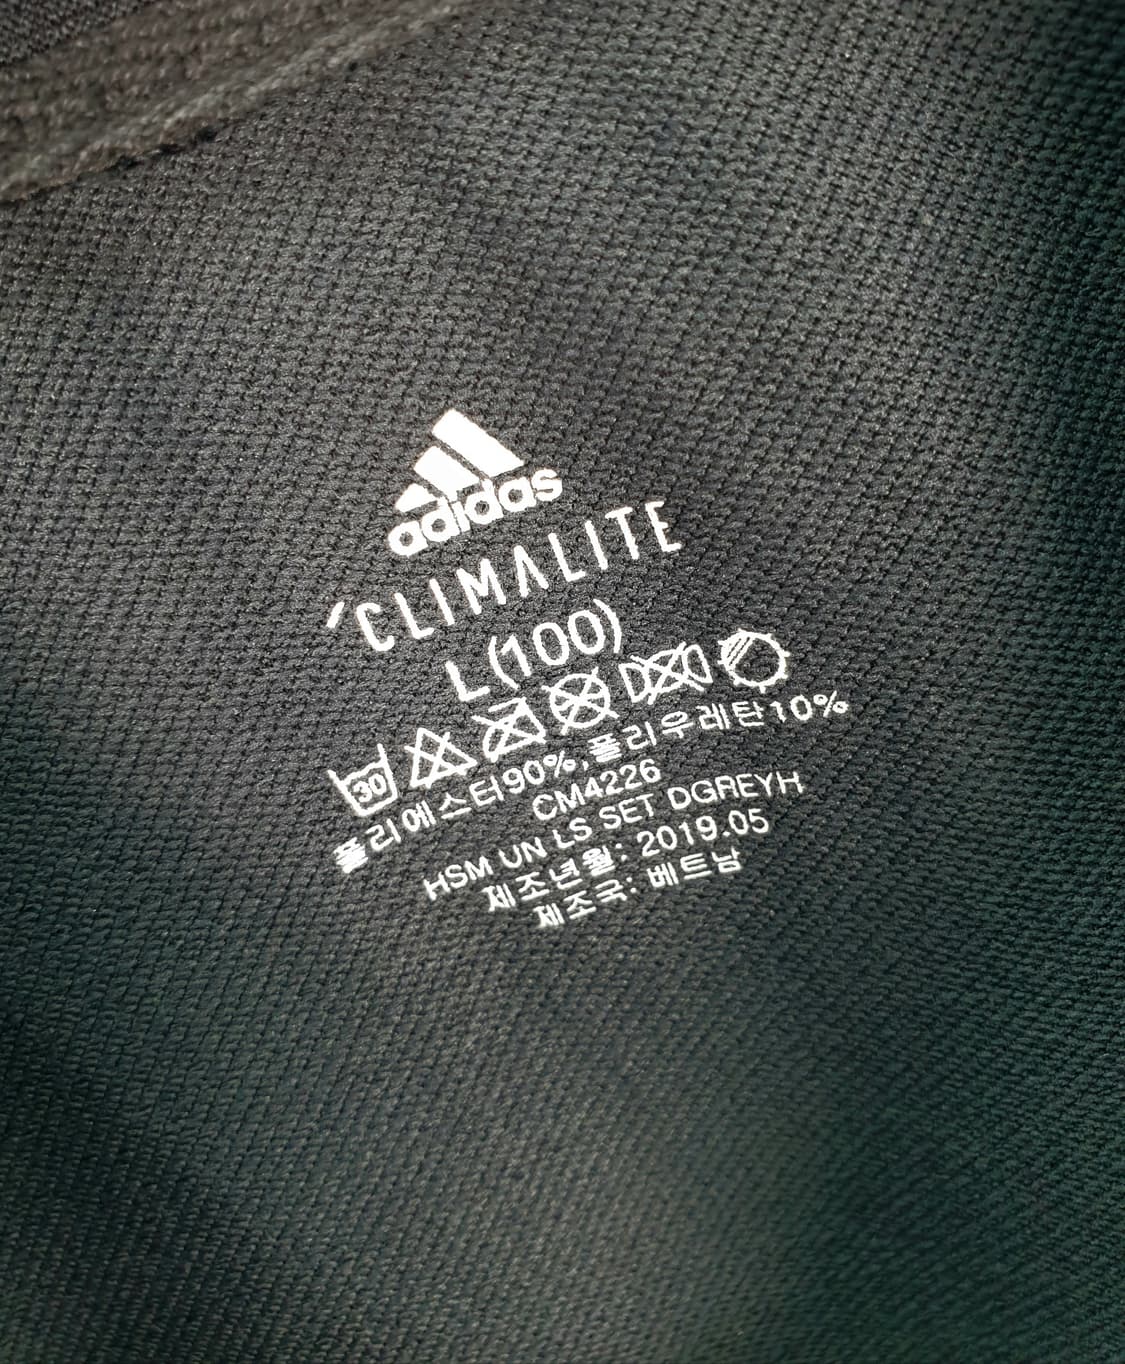 adidas
'CLIMALITE
L(100)
30
폴리에스터90%,폴리우레탄10%
CM4226
HSM UN LS SET DGREYH
제조년월: 2019.05
제조국: 베트남